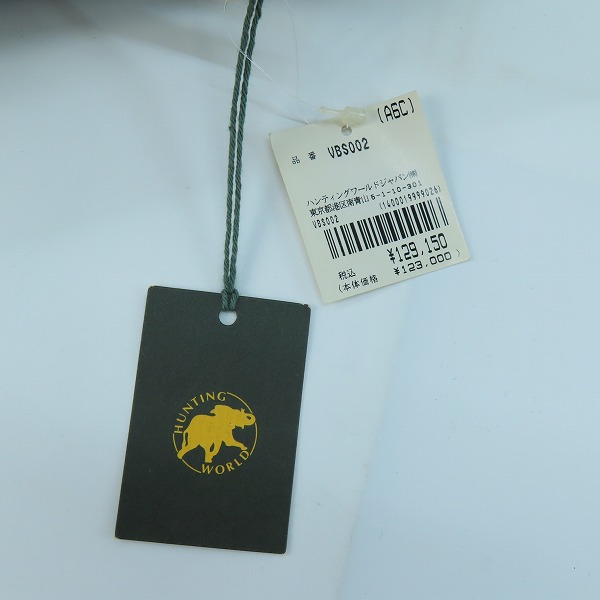 (A6C)
品番 VBS002
ハンティングワールドジャパン㈱
東京都港区南青山5-1-10-901
VBS002 (1400019999026)
税込 ¥129,150
(本体価格 ¥123,000)
HUNTING
WORLD